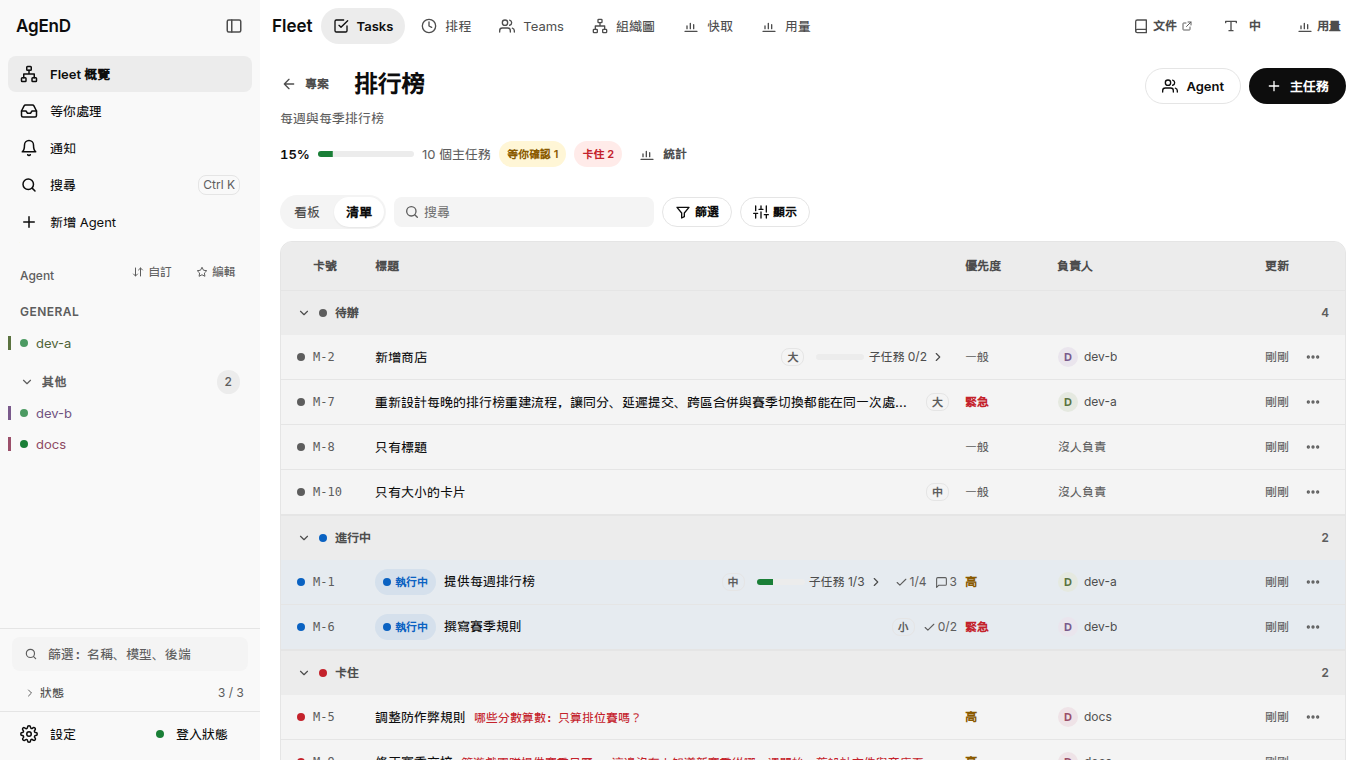 AgEnD
Fleet 概覽
等你處理
通知
搜尋 Ctrl K
新增 Agent
Agent 自訂 編輯
GENERAL
dev-a
其他 2
dev-b
docs
篩選：名稱、模型、後端
狀態 3 / 3
設定 登入狀態
Fleet Tasks 排程 Teams 組織圖 快取 用量 文件 中 用量
專案 排行榜 Agent 主任務
每週與每季排行榜
15% 10 個主任務 等你確認 1 卡住 2 統計
看板 清單 搜尋 篩選 顯示
卡號 標題 優先度 負責人 更新
待辦 4
M-2 新增商店 大 子任務 0/2 一般 D dev-b 剛剛
M-7 重新設計每晚的排行榜重建流程，讓同分、延遲提交、跨區合併與賽季切換都能在同一次處... 大 緊急 D dev-a 剛剛
M-8 只有標題 一般 沒人負責 剛剛
M-10 只有大小的卡片 中 一般 沒人負責 剛剛
進行中 2
M-1 執行中 提供每週排行榜 中 子任務 1/3 1/4 3 高 D dev-a 剛剛
M-6 執行中 撰寫賽季規則 小 0/2 緊急 D dev-b 剛剛
卡住 2
M-5 調整防作弊規則 哪些分數算數：只算排位賽嗎？ 高 D docs 剛剛